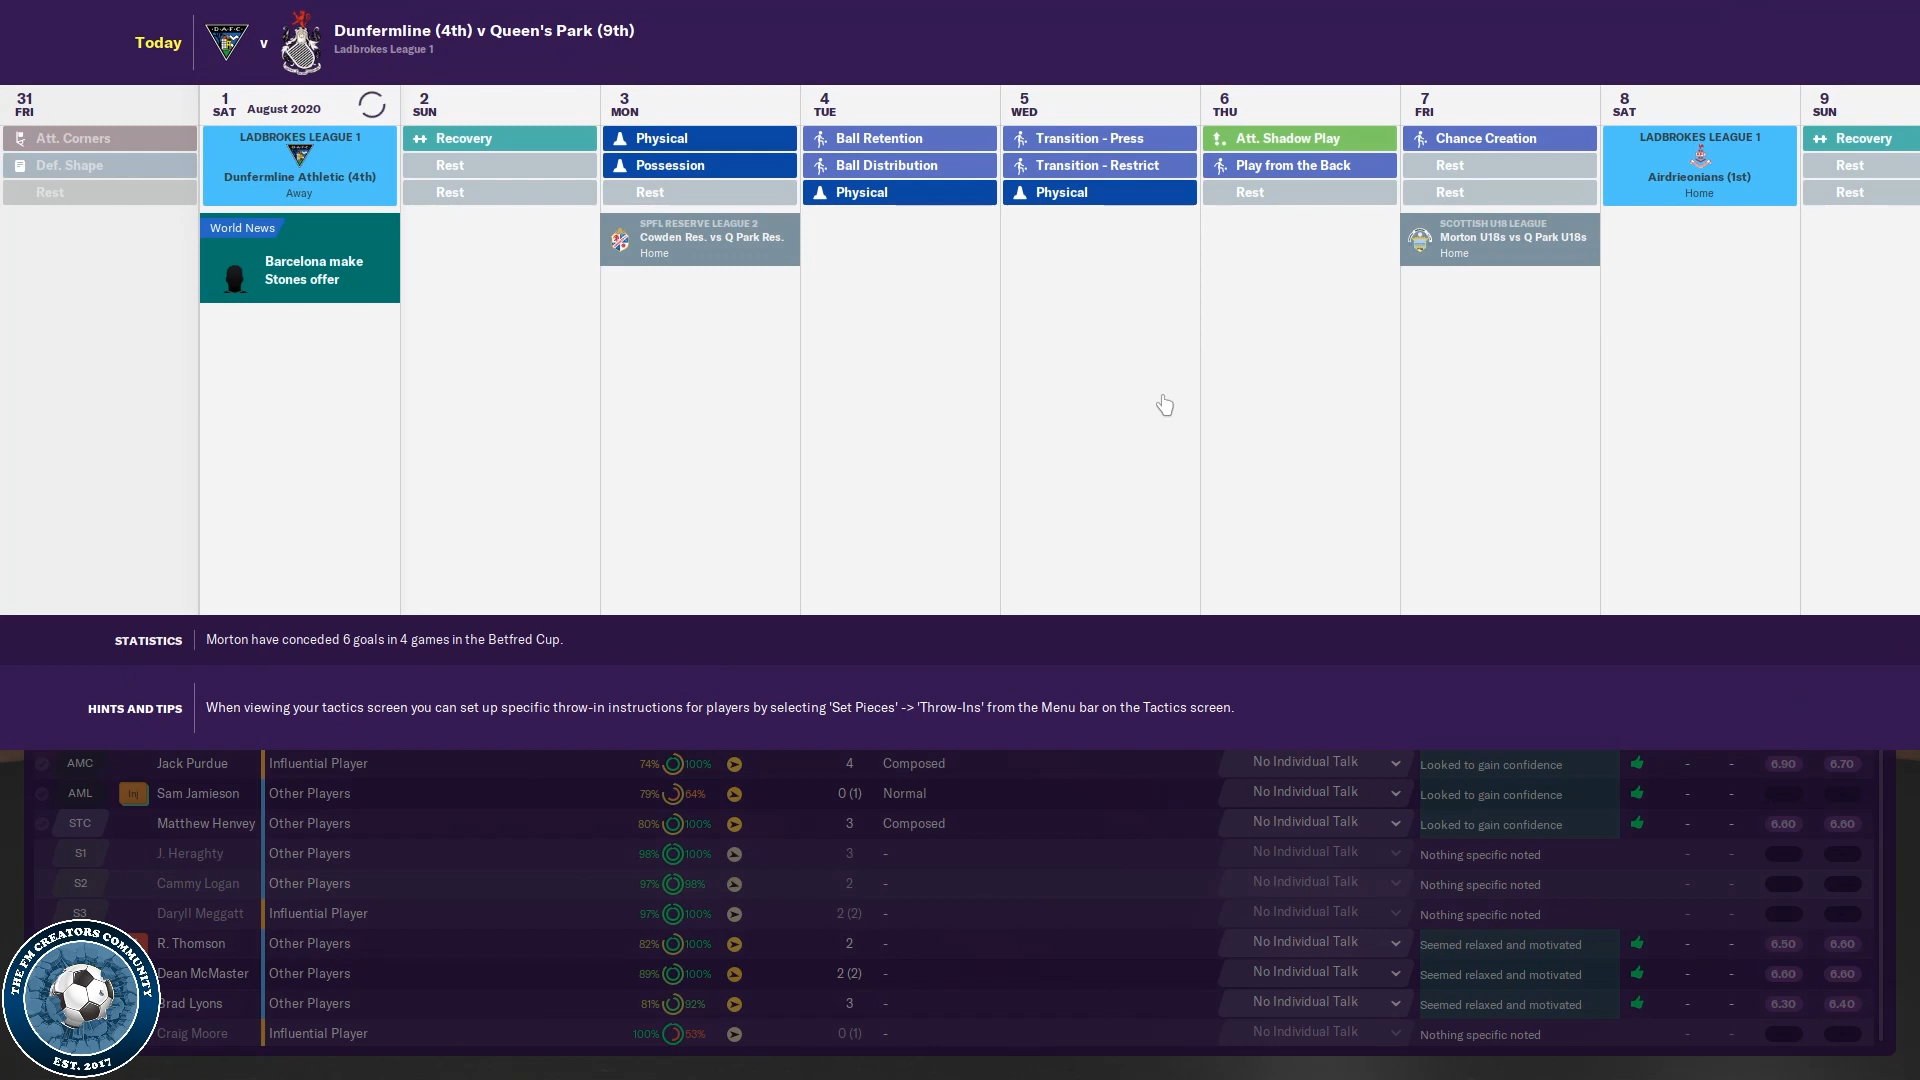 Today
v
Dunfermline (4th) v Queen's Park (9th)
Ladbrokes League 1
31
FRI
1
SAT August 2020
2
SUN
3
MON
4
TUE
5
WED
6
THU
7
FRI
8
SAT
9
SUN
Att. Corners
Def. Shape
Rest
LADBROKES LEAGUE 1
Dunfermline Athletic (4th)
Away
World News
Barcelona make
Stones offer
Recovery
Rest
Rest
Physical
Possession
Rest
SPFL RESERVE LEAGUE 2
Cowden Res. vs Q Park Res.
Home
Ball Retention
Ball Distribution
Physical
Transition - Press
Transition - Restrict
Physical
Att. Shadow Play
Play from the Back
Rest
Chance Creation
Rest
Rest
SCOTTISH U18 LEAGUE
Morton U18s vs Q Park U18s
Home
LADBROKES LEAGUE 1
Airdrieonians (1st)
Home
Recovery
Rest
Rest
STATISTICS Morton have conceded 6 goals in 4 games in the Betfred Cup.
HINTS AND TIPS When viewing your tactics screen you can set up specific throw-in instructions for players by selecting 'Set Pieces' -> 'Throw-Ins' from the Menu bar on the Tactics screen.
AMC Jack Purdue Influential Player 74% 100% 4 Composed No Individual Talk Looked to gain confidence - - 6.90 6.70
AML Inj Sam Jamieson Other Players 79% 64% 0 (1) Normal No Individual Talk Looked to gain confidence - -
STC Matthew Henvey Other Players 80% 100% 3 Composed No Individual Talk Looked to gain confidence - - 6.60 6.60
S1 J. Heraghty Other Players 98% 100% 3 - No Individual Talk Nothing specific noted - -
S2 Cammy Logan Other Players 97% 98% 2 - No Individual Talk Nothing specific noted - -
S3 Daryll Meggatt Influential Player 97% 100% 2 (2) - No Individual Talk Nothing specific noted - -
R. Thomson Other Players 82% 100% 2 - No Individual Talk Seemed relaxed and motivated - - 6.50 6.60
Dean McMaster Other Players 89% 100% 2 (2) - No Individual Talk Seemed relaxed and motivated - - 6.60 6.60
Brad Lyons Other Players 81% 92% 3 - No Individual Talk Seemed relaxed and motivated - - 6.30 6.40
Craig Moore Influential Player 100% 53% 0 (1) - No Individual Talk Nothing specific noted - -
THE FM CREATORS COMMUNITY
EST. 2017